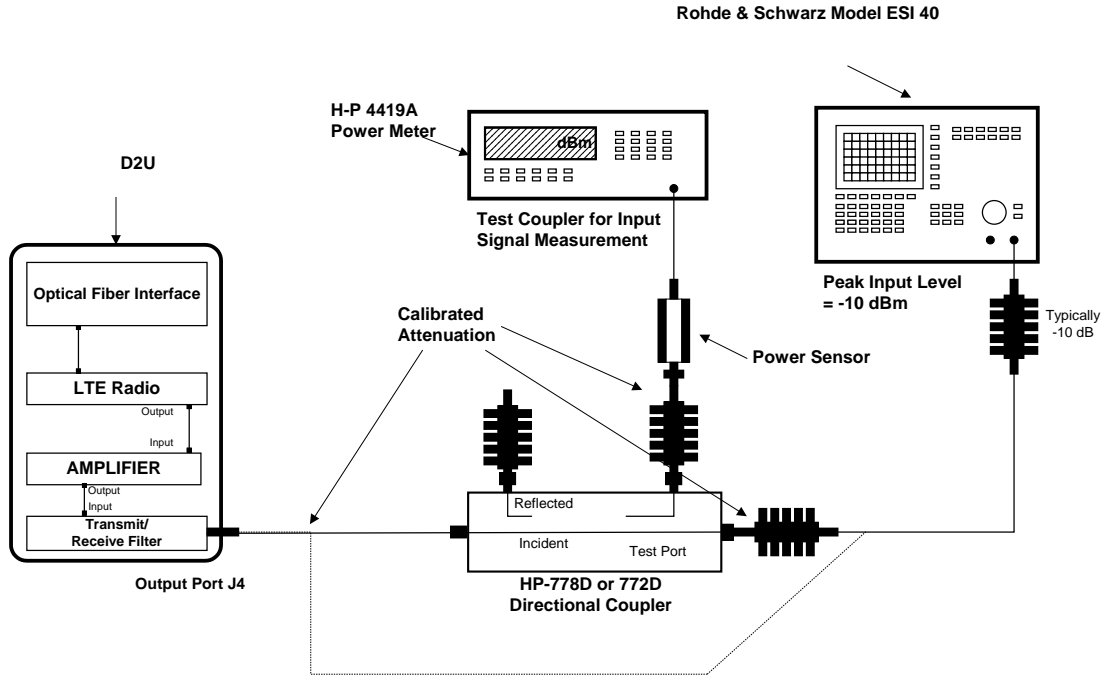 Rohde & Schwarz Model ESI 40
H-P 4419A
Power Meter
dBm
D2U
Test Coupler for Input
Signal Measurement
Optical Fiber Interface
Peak Input Level
= -10 dBm
Typically
-10 dB
Calibrated
Attenuation
Power Sensor
LTE Radio
Output
Input
AMPLIFIER
Output
Input
Transmit/
Receive Filter
Reflected
Incident
Test Port
Output Port J4
HP-778D or 772D
Directional Coupler